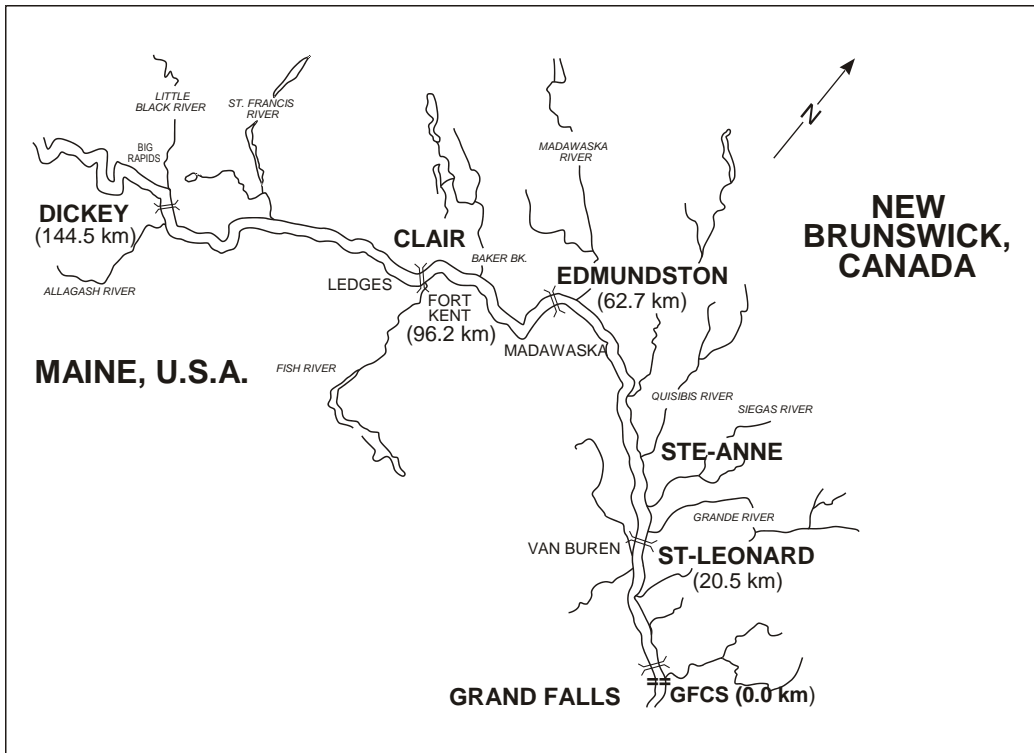 LITTLE
BLACK RIVER
ST. FRANCIS
RIVER
BIG
RAPIDS
MADAWASKA
RIVER
N
DICKEY
(144.5 km)
ALLAGASH RIVER
CLAIR
BAKER BK.
LEDGES
FORT
KENT
(96.2 km)
EDMUNDSTON
(62.7 km)
MADAWASKA
NEW
BRUNSWICK,
CANADA
MAINE, U.S.A.
FISH RIVER
QUISIBIS RIVER
SIEGAS RIVER
STE-ANNE
GRANDE RIVER
VAN BUREN
ST-LEONARD
(20.5 km)
GRAND FALLS
GFCS (0.0 km)